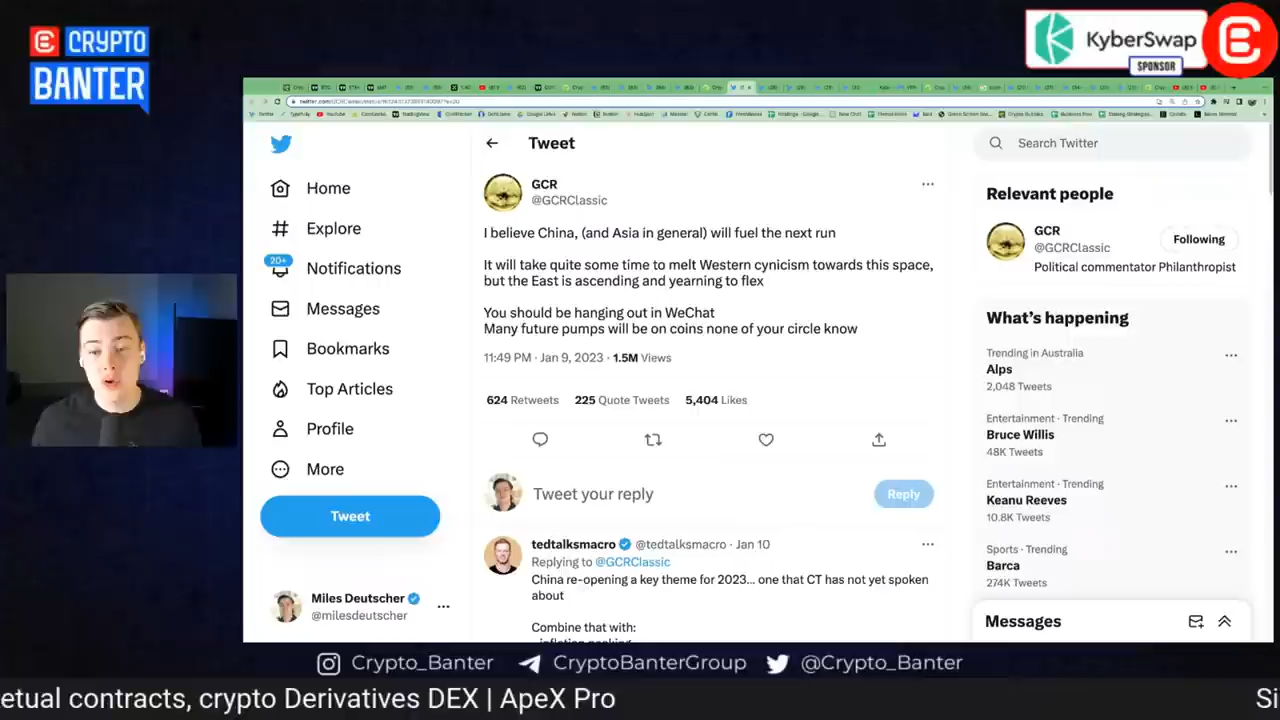 CRYPTO
BANTER
KyberSwap
SPONSOR
Tweet
Search Twitter
Home
Explore
20+
Notifications
Messages
Bookmarks
Top Articles
Profile
More
Tweet
Miles Deutscher
@milesdeutscher
GCR
@GCRClassic
I believe China, (and Asia in general) will fuel the next run
It will take quite some time to melt Western cynicism towards this space,
but the East is ascending and yearning to flex
You should be hanging out in WeChat
Many future pumps will be on coins none of your circle know
11:49 PM · Jan 9, 2023 · 1.5M Views
624 Retweets 225 Quote Tweets 5,404 Likes
Tweet your reply
Reply
tedtalksmacro @tedtalksmacro · Jan 10
Replying to @GCRClassic
China re-opening a key theme for 2023... one that CT has not yet spoken
about
Combine that with:
Relevant people
GCR
@GCRClassic
Following
Political commentator Philanthropist
What's happening
Trending in Australia
Alps
2,048 Tweets
Entertainment · Trending
Bruce Willis
48K Tweets
Entertainment · Trending
Keanu Reeves
10.8K Tweets
Sports · Trending
Barca
274K Tweets
Messages
Crypto_Banter CryptoBanterGroup @Crypto_Banter
etual contracts, crypto Derivatives DEX | ApeX Pro
Si